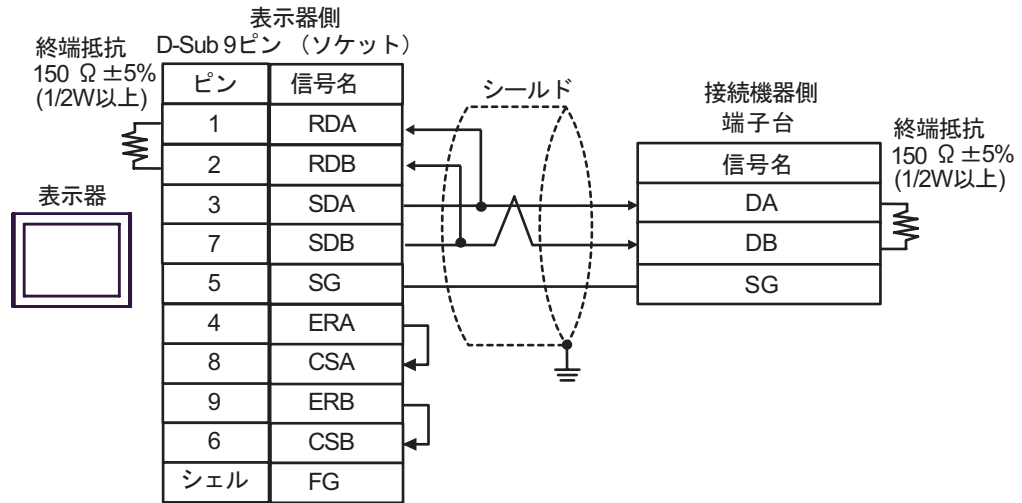 表示器側
D-Sub 9ピン （ソケット）
終端抵抗
150 Ω ±5%
(1/2W以上)
表示器
ピン 信号名
1 RDA
2 RDB
3 SDA
7 SDB
5 SG
4 ERA
8 CSA
9 ERB
6 CSB
シェル FG
シールド
接続機器側
端子台
信号名
DA
DB
SG
終端抵抗
150 Ω ±5%
(1/2W以上)